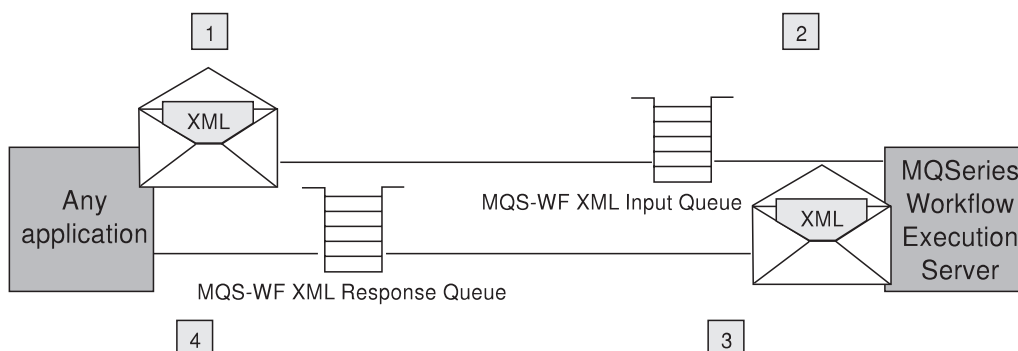 1
2
XML
Any
application
MQS-WF XML Input Queue
MQSeries
Workflow
Execution
Server
XML
MQS-WF XML Response Queue
4
3